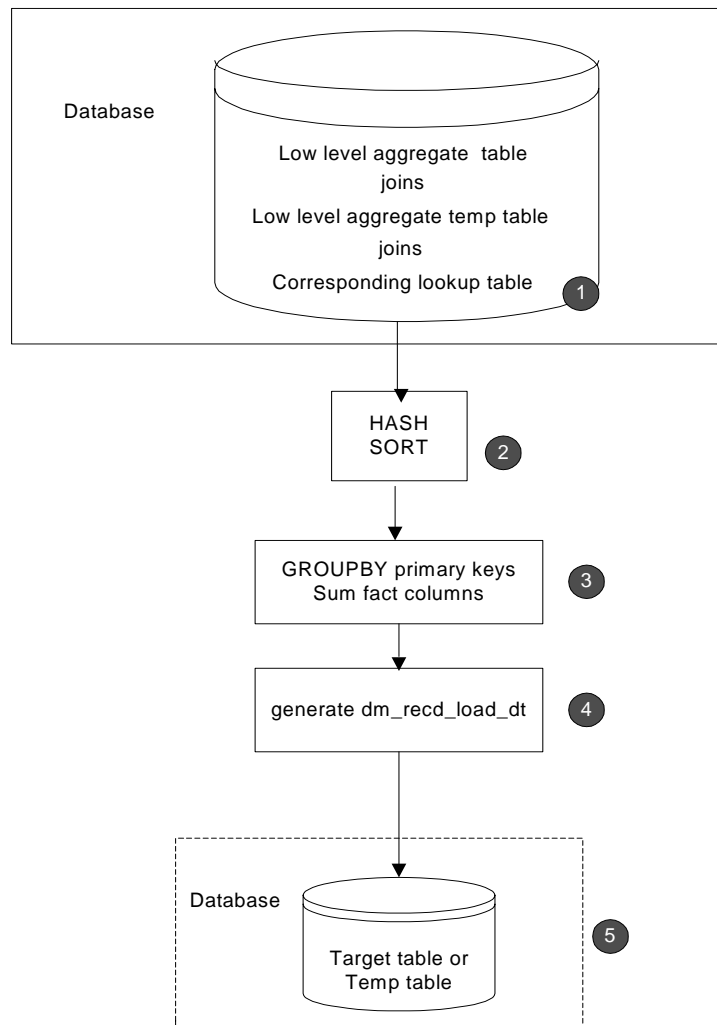 Database
Low level aggregate table
joins
Low level aggregate temp table
joins
Corresponding lookup table
1
HASH
SORT
2
GROUPBY primary keys
Sum fact columns
3
generate dm_recd_load_dt
4
Database
5
Target table or
Temp table